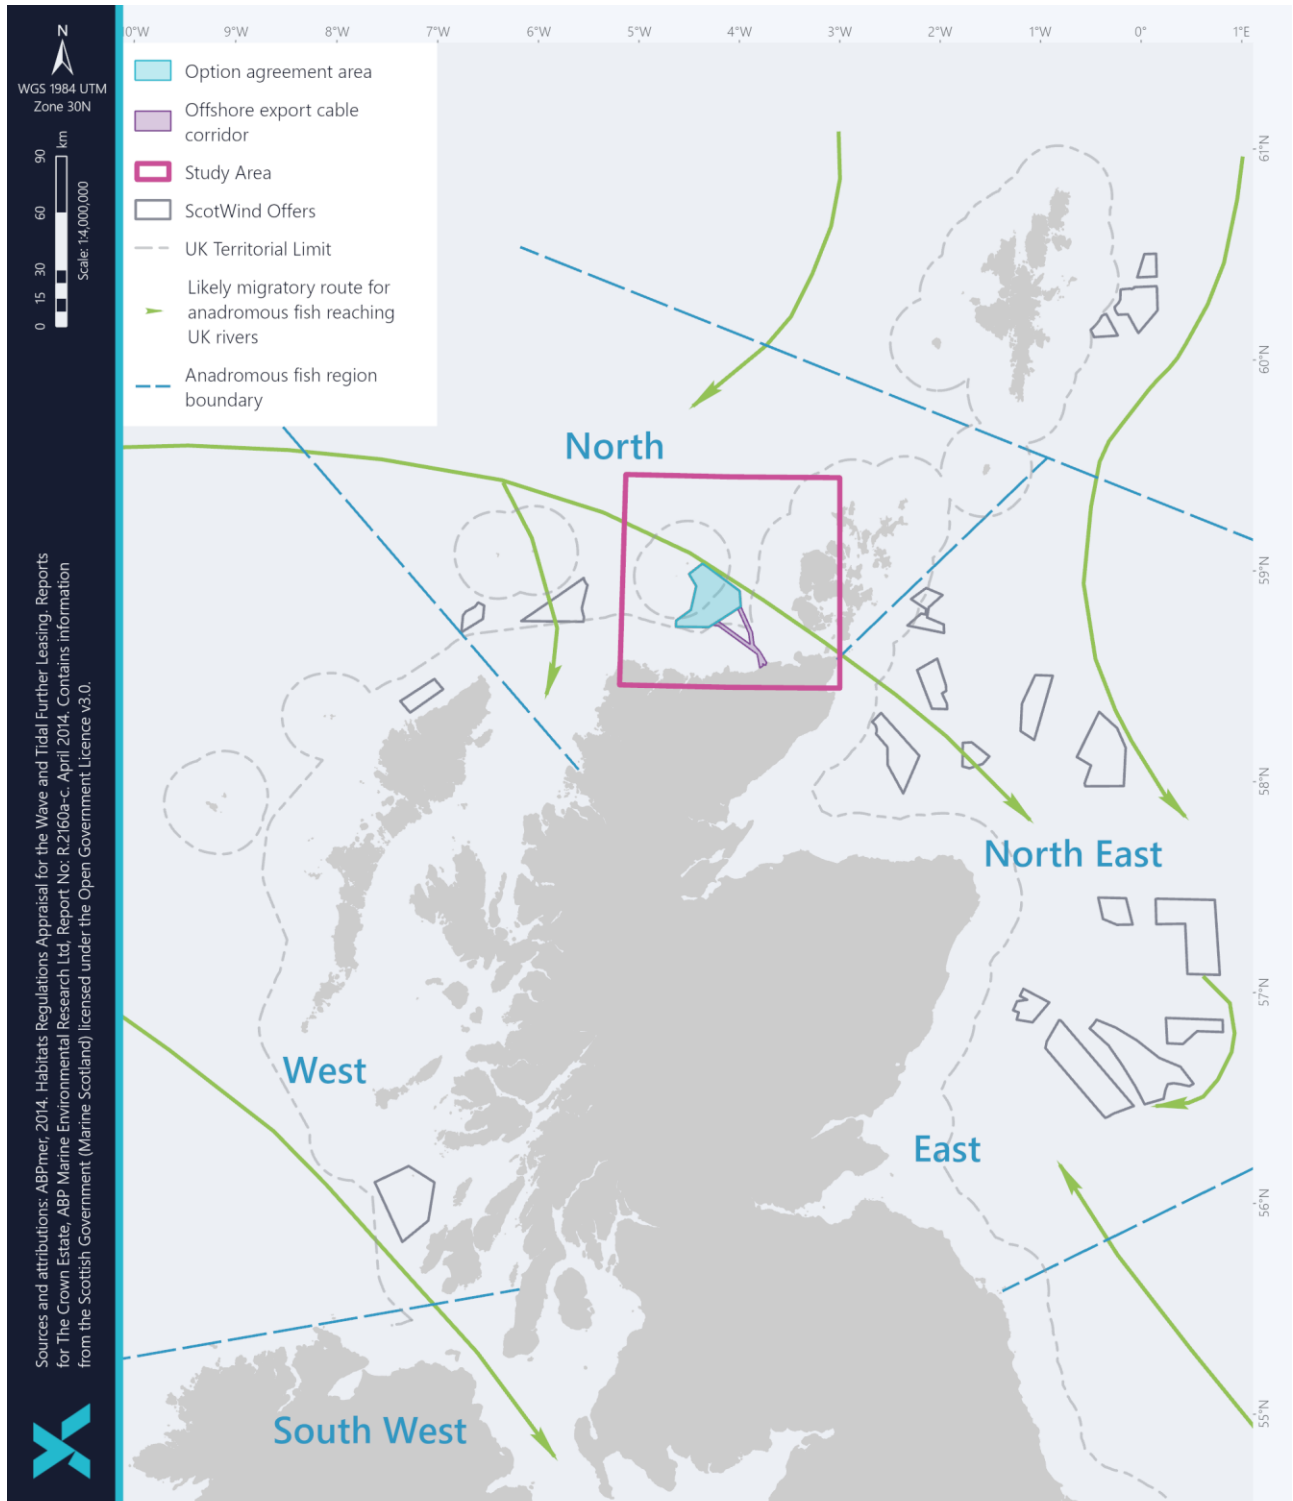 N
WGS 1984 UTM
Zone 30N
km
0 15 30 60 90
Scale: 1:4,000,000
Sources and attributions: ABPmer, 2014. Habitats Regulations Appraisal for the Wave and Tidal Further Leasing. Reports
for The Crown Estate, ABP Marine Environmental Research Ltd, Report No: R.2160a-c. April 2014. Contains information
from the Scottish Government (Marine Scotland) licensed under the Open Government Licence v3.0.
10°W 9°W 8°W 7°W 6°W 5°W 4°W 3°W 2°W 1°W 0° 1°E
Option agreement area
Offshore export cable
corridor
Study Area
ScotWind Offers
UK Territorial Limit
Likely migratory route for
anadromous fish reaching
UK rivers
Anadromous fish region
boundary
61°N
60°N
59°N
58°N
57°N
56°N
55°N
North
North East
West
East
South West